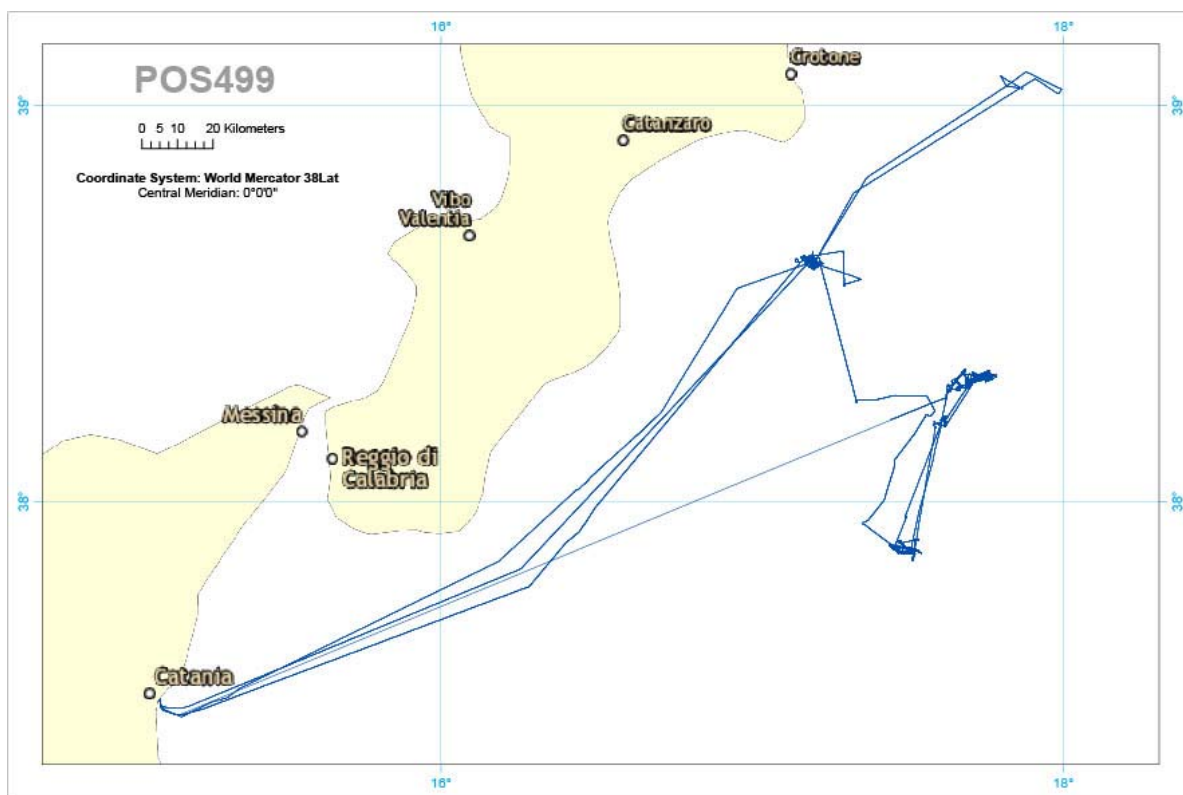 16°
18°
POS499
Crotone
39°
39°
0 5 10 20 Kilometers
Catanzaro
Coordinate System: World Mercator 38Lat
Central Meridian: 0°0'0"
Vibo
Valentia
Messina
Reggio di
Calabria
38°
38°
Catania
16°
18°